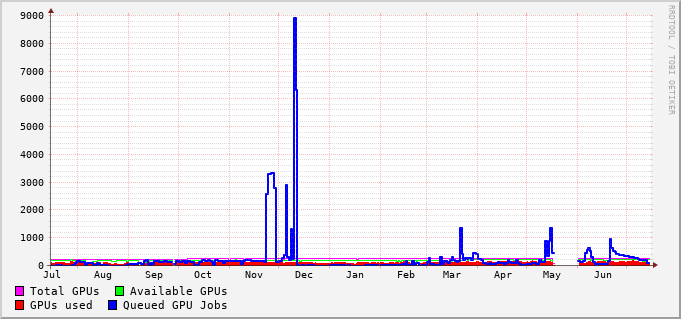 9000
8000
7000
6000
5000
4000
3000
2000
1000
0
Jul Aug Sep Oct Nov Dec Jan Feb Mar Apr May Jun
Total GPUs Available GPUs
GPUs used Queued GPU Jobs
RRDTOOL / TOBI OETIKER